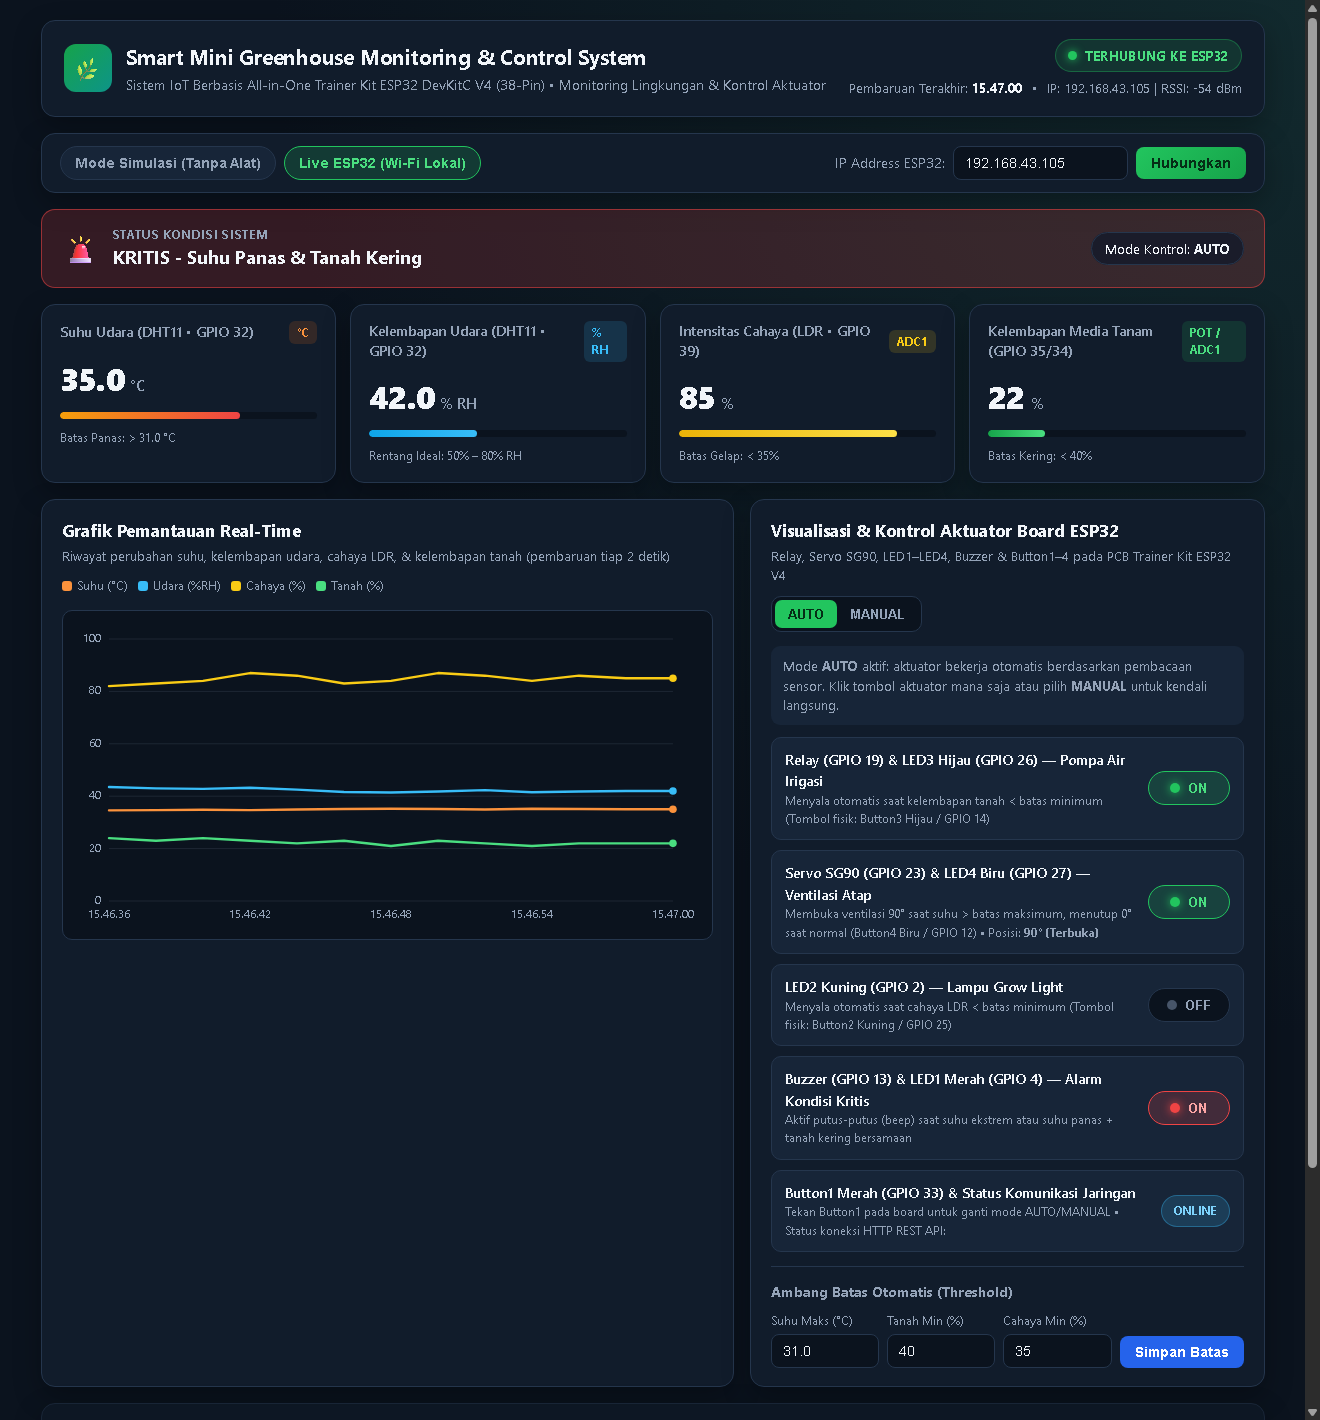 Smart Mini Greenhouse Monitoring & Control System
Sistem IoT Berbasis All-in-One Trainer Kit ESP32 DevKitC V4 (38-Pin) • Monitoring Lingkungan & Kontrol Aktuator
TERHUBUNG KE ESP32
Pembaruan Terakhir: 15.47.00 • IP: 192.168.43.105 | RSSI: -54 dBm
Mode Simulasi (Tanpa Alat)
Live ESP32 (Wi-Fi Lokal)
IP Address ESP32:
192.168.43.105
Hubungkan
STATUS KONDISI SISTEM
KRITIS - Suhu Panas & Tanah Kering
Mode Kontrol: AUTO
Suhu Udara (DHT11 • GPIO 32)
°C
35.0 °C
Batas Panas: > 31.0 °C
Kelembapan Udara (DHT11 •
GPIO 32)
%
RH
42.0 % RH
Rentang Ideal: 50% – 80% RH
Intensitas Cahaya (LDR • GPIO
39)
ADC1
85 %
Batas Gelap: < 35%
Kelembapan Media Tanam
(GPIO 35/34)
POT /
ADC1
22 %
Batas Kering: < 40%
Grafik Pemantauan Real-Time
Riwayat perubahan suhu, kelembapan udara, cahaya LDR, & kelembapan tanah (pembaruan tiap 2 detik)
Suhu (°C)
Udara (%RH)
Cahaya (%)
Tanah (%)
100
80
60
40
20
0
15.46.36
15.46.42
15.46.48
15.46.54
15.47.00
Visualisasi & Kontrol Aktuator Board ESP32
Relay, Servo SG90, LED1–LED4, Buzzer & Button1–4 pada PCB Trainer Kit ESP32
V4
AUTO
MANUAL
Mode AUTO aktif: aktuator bekerja otomatis berdasarkan pembacaan
sensor. Klik tombol aktuator mana saja atau pilih MANUAL untuk kendali
langsung.
Relay (GPIO 19) & LED3 Hijau (GPIO 26) — Pompa Air
Irigasi
Menyala otomatis saat kelembapan tanah < batas minimum
(Tombol fisik: Button3 Hijau / GPIO 14)
ON
Servo SG90 (GPIO 23) & LED4 Biru (GPIO 27) —
Ventilasi Atap
Membuka ventilasi 90° saat suhu > batas maksimum, menutup 0°
saat normal (Button4 Biru / GPIO 12) • Posisi: 90° (Terbuka)
ON
LED2 Kuning (GPIO 2) — Lampu Grow Light
Menyala otomatis saat cahaya LDR < batas minimum (Tombol
fisik: Button2 Kuning / GPIO 25)
OFF
Buzzer (GPIO 13) & LED1 Merah (GPIO 4) — Alarm
Kondisi Kritis
Aktif putus-putus (beep) saat suhu ekstrem atau suhu panas +
tanah kering bersamaan
ON
Button1 Merah (GPIO 33) & Status Komunikasi Jaringan
Tekan Button1 pada board untuk ganti mode AUTO/MANUAL •
Status koneksi HTTP REST API:
ONLINE
Ambang Batas Otomatis (Threshold)
Suhu Maks (°C)
Tanah Min (%)
Cahaya Min (%)
31.0
40
35
Simpan Batas